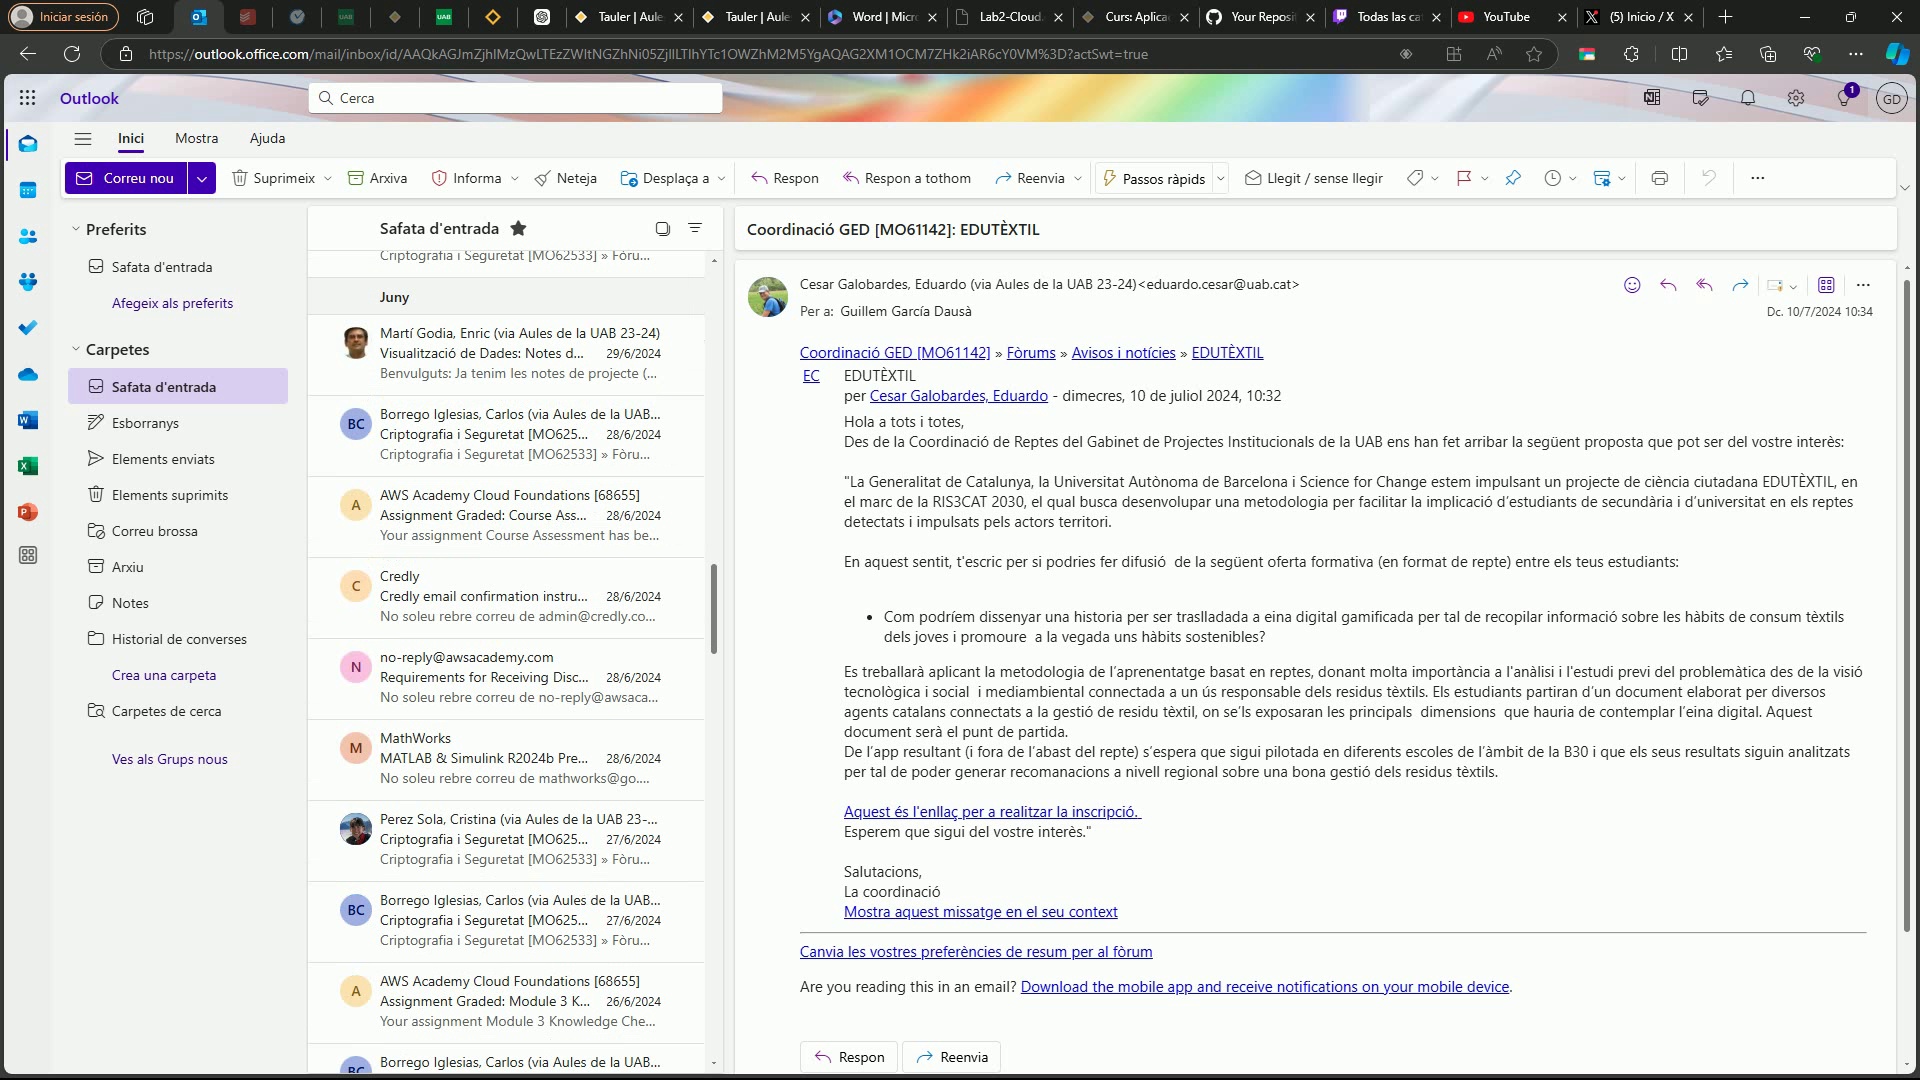 Iniciar sesión
Tauler | Aule
Tauler | Aule
Word | Micr
Lab2-Cloud.
Curs: Aplica
Your Reposi
Todas las ca
YouTube
(5) Inicio / X
Outlook
Cerca
1
GD
Inici
Mostra
Ajuda
Correu nou
Suprimeix
Arxiva
Informa
Neteja
Desplaça a
Respon
Respon a tothom
Reenvia
Passos ràpids
Llegit / sense llegir
Preferits
Safata d'entrada
Afegeix als preferits
Carpetes
Safata d'entrada
Esborranys
Elements enviats
Elements suprimits
Correu brossa
Arxiu
Notes
Historial de converses
Crea una carpeta
Carpetes de cerca
Ves als Grups nous
Safata d'entrada
Criptografia i Seguretat [MO62533] » Fòru...
Juny
Martí Godia, Enric (via Aules de la UAB 23-24)
Visualització de Dades: Notes d... 29/6/2024
Benvulguts: Ja tenim les notes de projecte (...
BC
Borrego Iglesias, Carlos (via Aules de la UAB...
Criptografia i Seguretat [MO625... 28/6/2024
Criptografia i Seguretat [MO62533] » Fòru...
A
AWS Academy Cloud Foundations [68655]
Assignment Graded: Course Ass... 28/6/2024
Your assignment Course Assessment has be...
C
Credly
Credly email confirmation instru... 28/6/2024
No soleu rebre correu de admin@credly.co...
N
no-reply@awsacademy.com
Requirements for Receiving Disc... 28/6/2024
No soleu rebre correu de no-reply@awsaca...
M
MathWorks
MATLAB & Simulink R2024b Pre... 28/6/2024
No soleu rebre correu de mathworks@go....
Perez Sola, Cristina (via Aules de la UAB 23-...
Criptografia i Seguretat [MO625... 27/6/2024
Criptografia i Seguretat [MO62533] » Fòru...
BC
Borrego Iglesias, Carlos (via Aules de la UAB...
Criptografia i Seguretat [MO625... 27/6/2024
Criptografia i Seguretat [MO62533] » Fòru...
A
AWS Academy Cloud Foundations [68655]
Assignment Graded: Module 3 K... 26/6/2024
Your assignment Module 3 Knowledge Che...
BC
Borrego Iglesias, Carlos (via Aules de la UAB...
Coordinació GED [MO61142]: EDUTÈXTIL
Cesar Galobardes, Eduardo (via Aules de la UAB 23-24)<eduardo.cesar@uab.cat>
Per a: Guillem García Dausà
Dc. 10/7/2024 10:34
Coordinació GED [MO61142] » Fòrums » Avisos i notícies » EDUTÈXTIL
EC
EDUTÈXTIL
per Cesar Galobardes, Eduardo - dimecres, 10 de juliol 2024, 10:32
Hola a tots i totes,
Des de la Coordinació de Reptes del Gabinet de Projectes Institucionals de la UAB ens han fet arribar la següent proposta que pot ser del vostre interès:
"La Generalitat de Catalunya, la Universitat Autònoma de Barcelona i Science for Change estem impulsant un projecte de ciència ciutadana EDUTÈXTIL, en
el marc de la RIS3CAT 2030, el qual busca desenvolupar una metodologia per facilitar la implicació d'estudiants de secundària i d'universitat en els reptes
detectats i impulsats pels actors territori.
En aquest sentit, t'escric per si podries fer difusió de la següent oferta formativa (en format de repte) entre els teus estudiants:
• Com podríem dissenyar una historia per ser traslladada a eina digital gamificada per tal de recopilar informació sobre les hàbits de consum tèxtils
dels joves i promoure a la vegada uns hàbits sostenibles?
Es treballarà aplicant la metodologia de l'aprenentatge basat en reptes, donant molta importància a l'anàlisi i l'estudi previ del problemàtica des de la visió
tecnològica i social i mediambiental connectada a un ús responsable dels residus tèxtils. Els estudiants partiran d'un document elaborat per diversos
agents catalans connectats a la gestió de residu tèxtil, on se'ls exposaran les principals dimensions que hauria de contemplar l'eina digital. Aquest
document serà el punt de partida.
De l'app resultant (i fora de l'abast del repte) s'espera que sigui pilotada en diferents escoles de l'àmbit de la B30 i que els seus resultats siguin analitzats
per tal de poder generar recomanacions a nivell regional sobre una bona gestió dels residus tèxtils.
Aquest és l'enllaç per a realitzar la inscripció.
Esperem que sigui del vostre interès."
Salutacions,
La coordinació
Mostra aquest missatge en el seu context
Canvia les vostres preferències de resum per al fòrum
Are you reading this in an email? Download the mobile app and receive notifications on your mobile device.
Respon
Reenvia